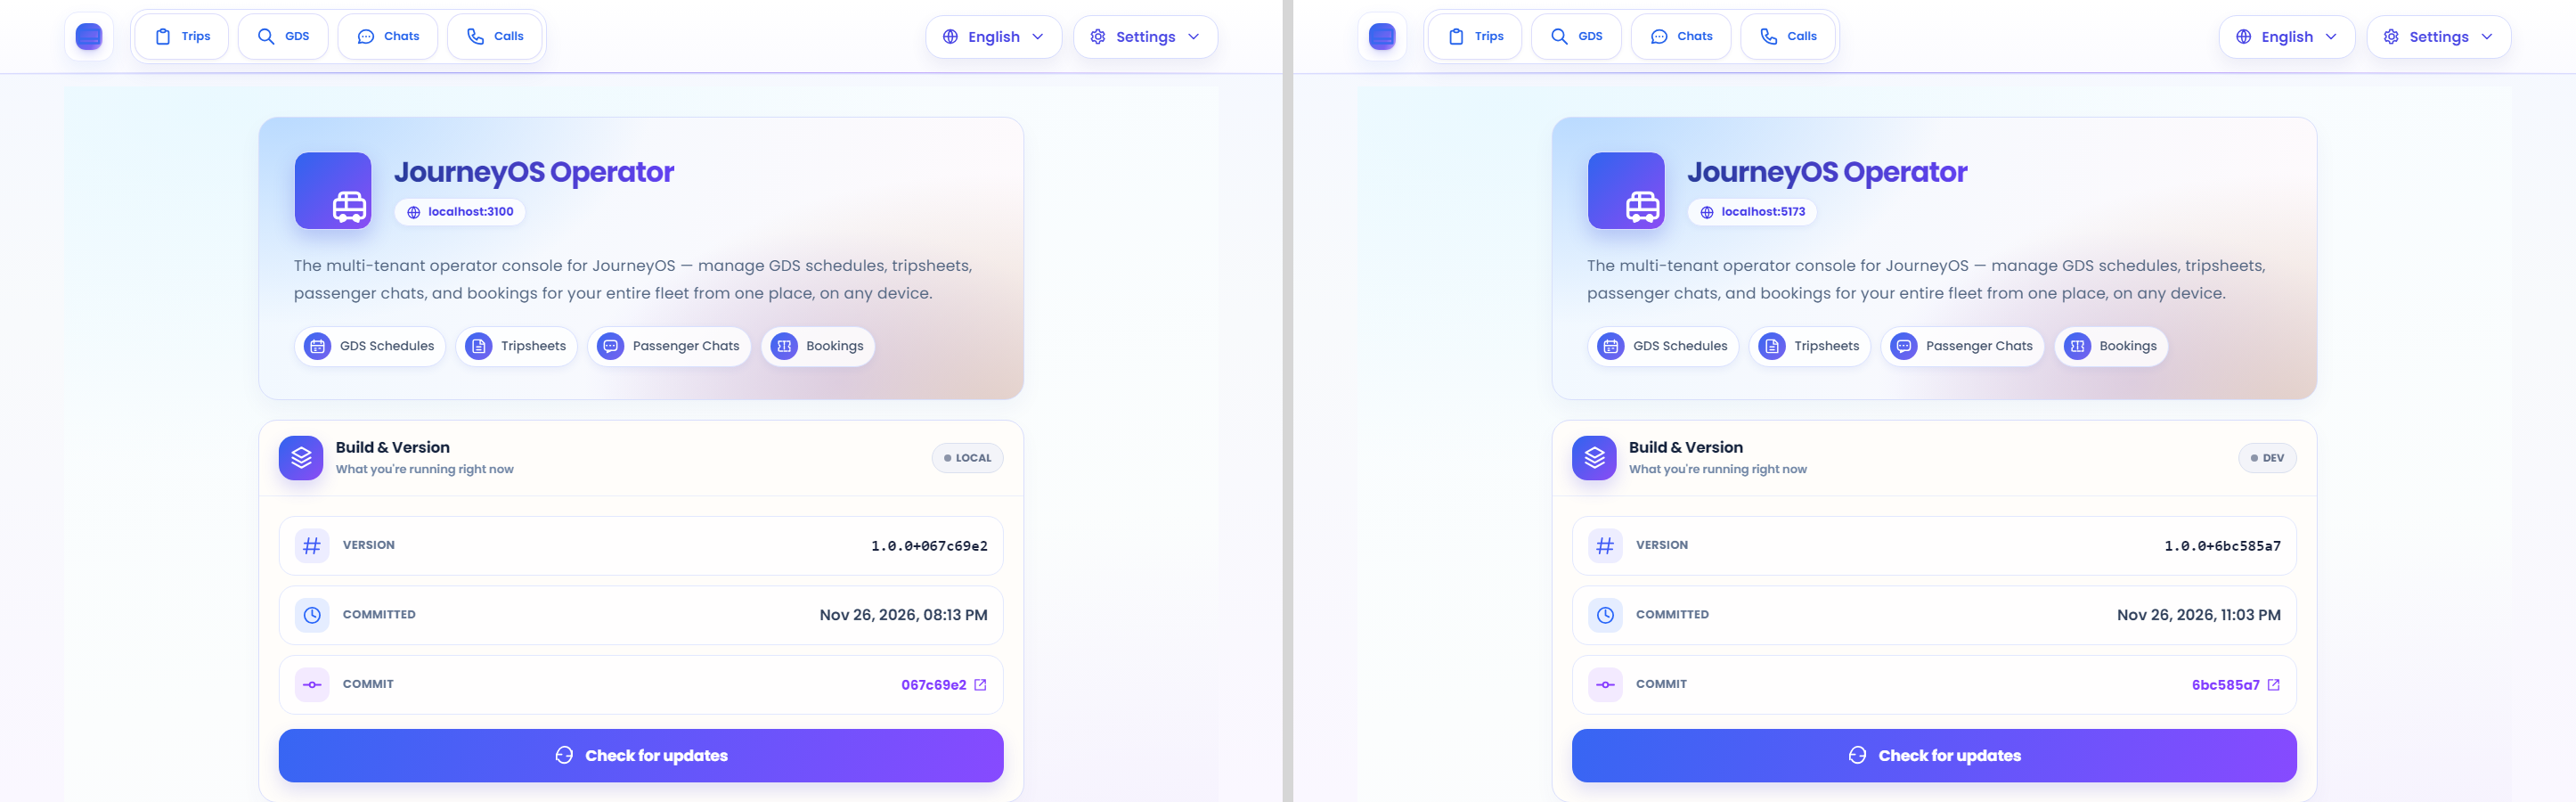 Trips
GDS
Chats
Calls
English
Settings
JourneyOS Operator
localhost:3100
The multi-tenant operator console for JourneyOS — manage GDS schedules, tripsheets,
passenger chats, and bookings for your entire fleet from one place, on any device.
GDS Schedules
Tripsheets
Passenger Chats
Bookings
Build & Version
What you're running right now
LOCAL
VERSION
1.0.0+067c69e2
COMMITTED
Nov 26, 2026, 08:13 PM
COMMIT
067c69e2
Check for updates
Trips
GDS
Chats
Calls
English
Settings
JourneyOS Operator
localhost:5173
The multi-tenant operator console for JourneyOS — manage GDS schedules, tripsheets,
passenger chats, and bookings for your entire fleet from one place, on any device.
GDS Schedules
Tripsheets
Passenger Chats
Bookings
Build & Version
What you're running right now
DEV
VERSION
1.0.0+6bc585a7
COMMITTED
Nov 26, 2026, 11:03 PM
COMMIT
6bc585a7
Check for updates